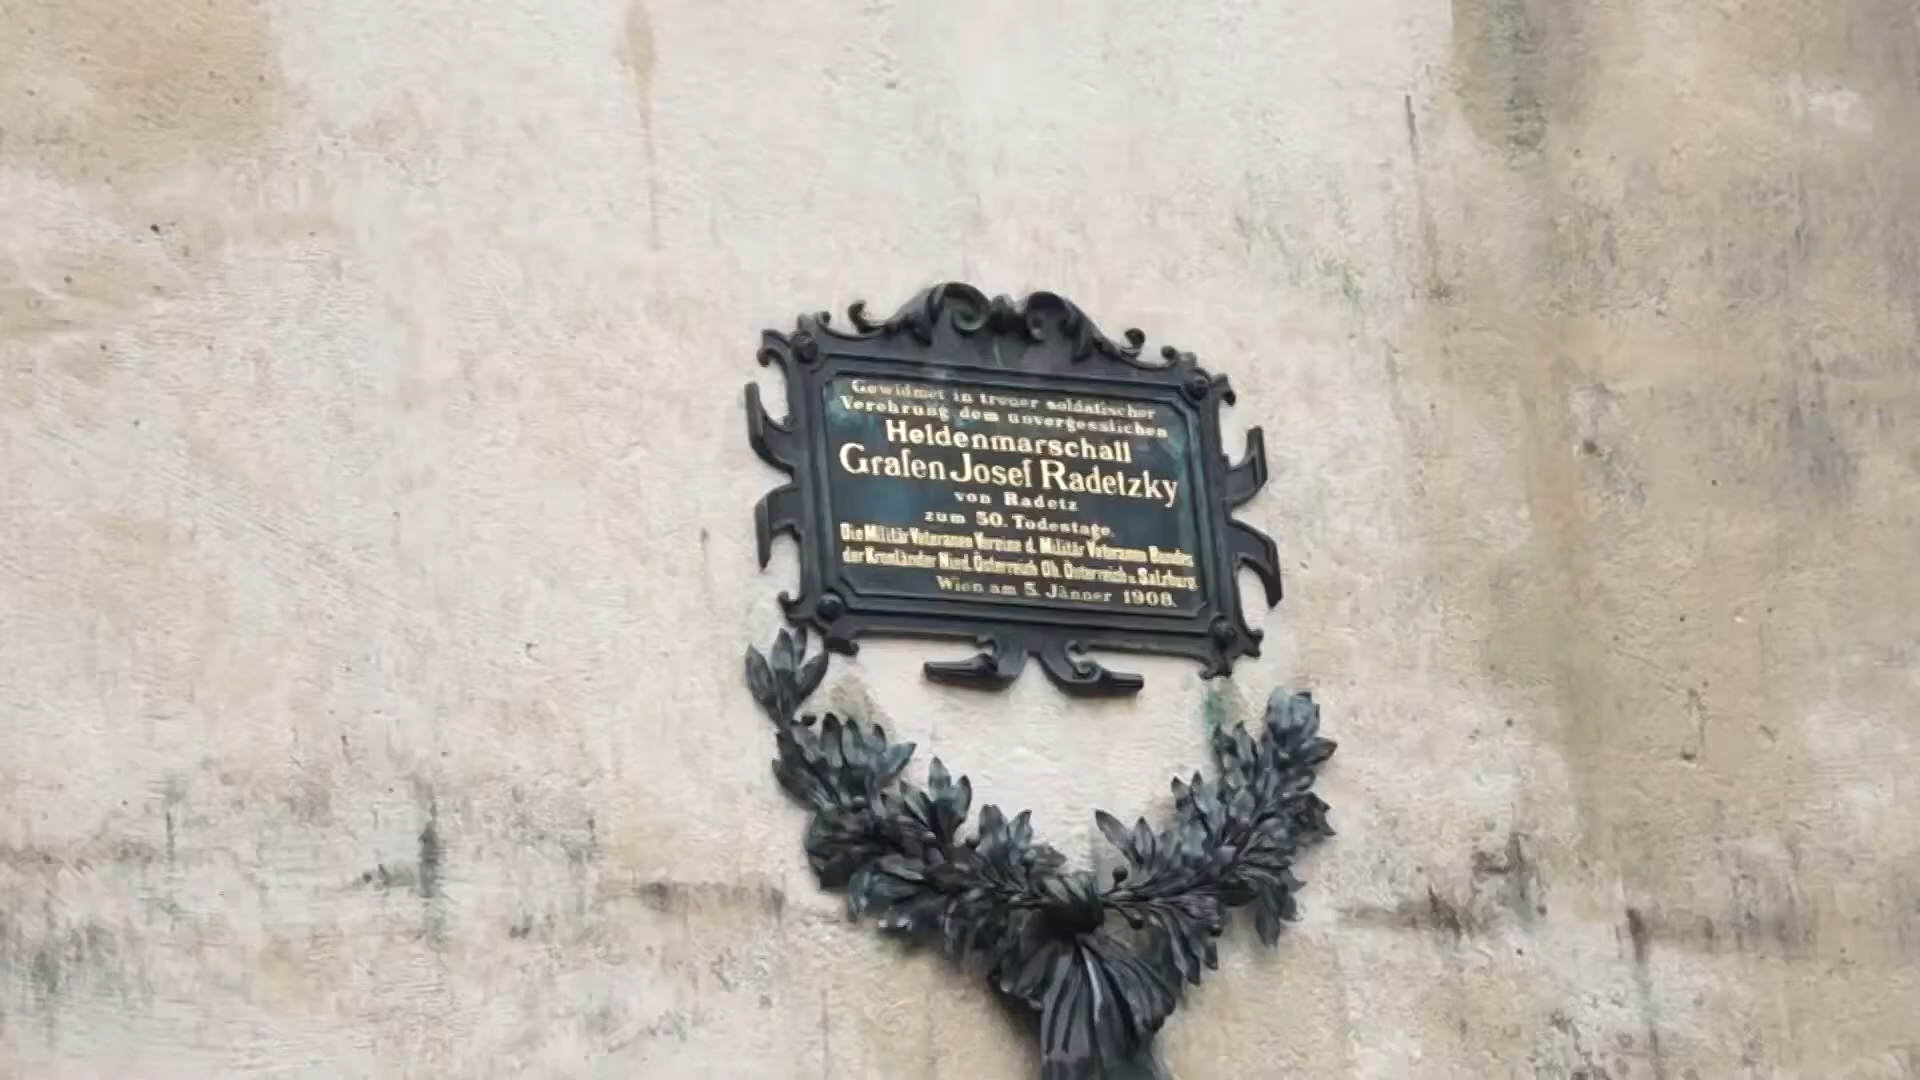 Gewidmet in treuer soldatischer
Verehrung dem unvergesslichen
Heldenmarschall
Grafen Josef Radetzky
von Radetz
zum 50. Todestage.
Die Militär Veteranen Vereine d. Militär Veteranen Bundes
der Kronländer Nied. Österreich Ob. Österreich u. Salzburg.
Wien am 5. Jänner 1908.